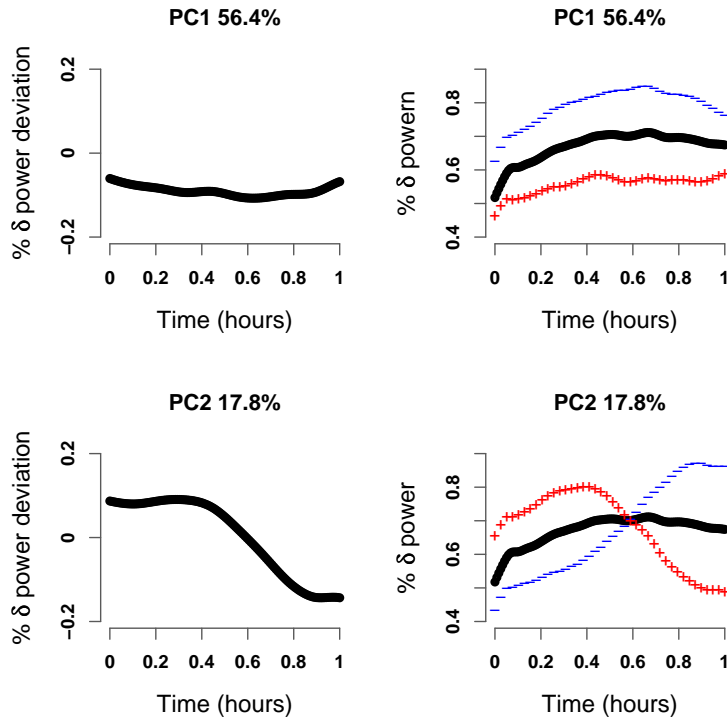 PC1 56.4%
% δ power deviation
0.2
0
−0.2
0 0.2 0.4 0.6 0.8 1
Time (hours)
PC1 56.4%
% δ powern
0.8
0.6
0.4
0 0.2 0.4 0.6 0.8 1
Time (hours)
PC2 17.8%
% δ power deviation
0.2
0
−0.2
0 0.2 0.4 0.6 0.8 1
Time (hours)
PC2 17.8%
% δ power
0.8
0.6
0.4
0 0.2 0.4 0.6 0.8 1
Time (hours)